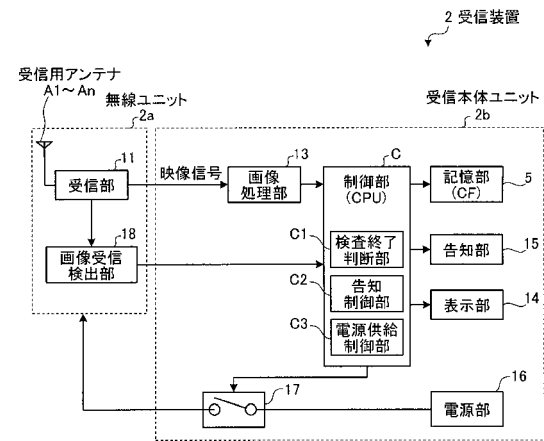 2 受信装置
受信用アンテナ
A1～An
無線ユニット
2a
受信本体ユニット
2b
11
受信部
映像信号
13
画像
処理部
C
制御部
(CPU)
記憶部
(CF)
5
18
画像受信
検出部
C1
検査終了
判断部
告知部
15
C2
告知
制御部
表示部
14
C3
電源供給
制御部
17
電源部
16